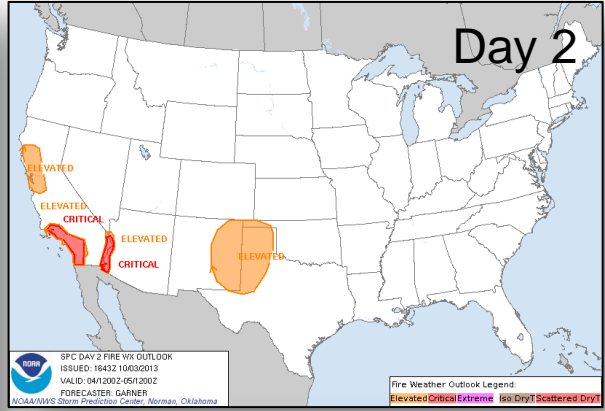 Day 2
ELEVATED
ELEVATED
CRITICAL
ELEVATED
ELEVATED
CRITICAL
NOAA
SPC DAY 2 FIRE WX OUTLOOK
ISSUED: 1643Z 10/03/2013
VALID: 04/1200Z-05/1200Z
FORECASTER: GARNER
NOAA/NWS Storm Prediction Center, Norman, Oklahoma
Fire Weather Outlook Legend:
Elevated Critical Extreme Iso DryT Scattered DryT